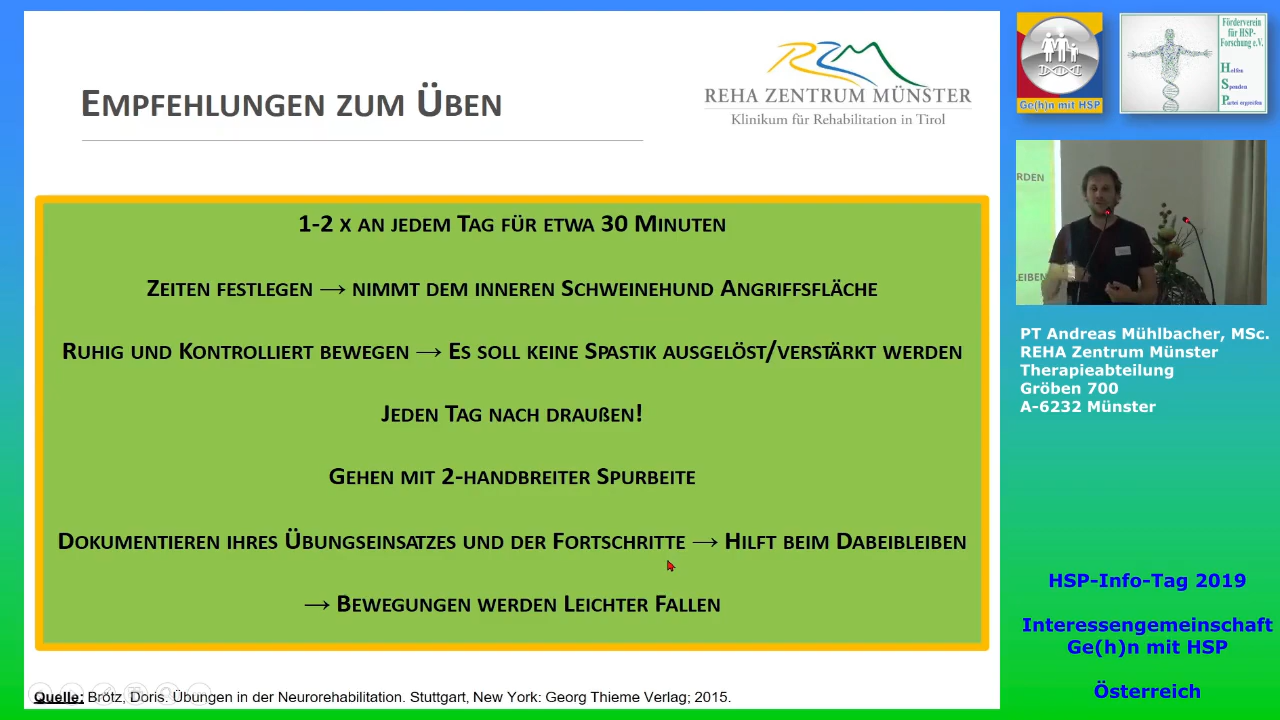 EMPFEHLUNGEN ZUM ÜBEN
REHA ZENTRUM MÜNSTER
Klinikum für Rehabilitation in Tirol
1-2 X AN JEDEM TAG FÜR ETWA 30 MINUTEN
ZEITEN FESTLEGEN → NIMMT DEM INNEREN SCHWEINEHUND ANGRIFFSFLÄCHE
RUHIG UND KONTROLLIERT BEWEGEN → ES SOLL KEINE SPASTIK AUSGELÖST/VERSTÄRKT WERDEN
JEDEN TAG NACH DRAUßEN!
GEHEN MIT 2-HANDBREITER SPURBEITE
DOKUMENTIEREN IHRES ÜBUNGSEINSATZES UND DER FORTSCHRITTE → HILFT BEIM DABEIBLEIBEN
→ BEWEGUNGEN WERDEN LEICHTER FALLEN
Quelle: Brötz, Doris. Übungen in der Neurorehabilitation. Stuttgart, New York: Georg Thieme Verlag; 2015.
Ge(h)n mit HSP
Förderverein
für HSP-
Forschung e.V.
Helfen
Spenden
Partei ergreifen
RDEN
LEIBEN
PT Andreas Mühlbacher, MSc.
REHA Zentrum Münster
Therapieabteilung
Gröben 700
A-6232 Münster
HSP-Info-Tag 2019
Interessengemeinschaft
Ge(h)n mit HSP
Österreich